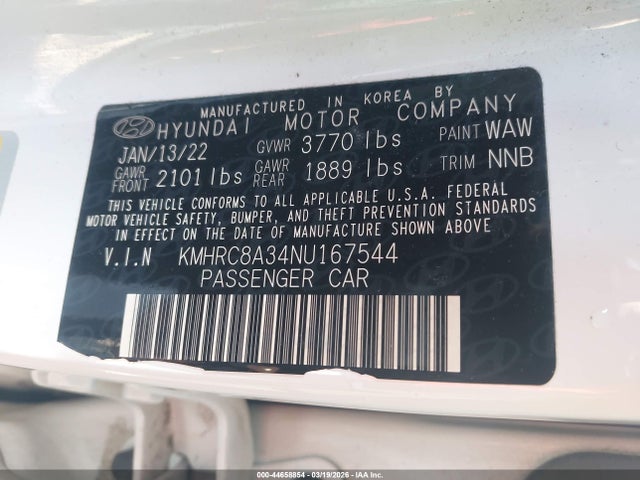 MANUFACTURED IN KOREA BY
HYUNDAI MOTOR COMPANY
JAN/13/22 GVWR 3770 lbs PAINT WAW
GAWR FRONT 2101 lbs GAWR REAR 1889 lbs TRIM NNB
THIS VEHICLE CONFORMS TO ALL APPLICABLE U.S.A. FEDERAL
MOTOR VEHICLE SAFETY, BUMPER, AND THEFT PREVENTION STANDARDS
IN EFFECT ON THE DATE OF MANUFACTURE SHOWN ABOVE.
V.I.N KMHRC8A34NU167544
PASSENGER CAR
000-44658854 | 03/19/2026 | IAAI.COM